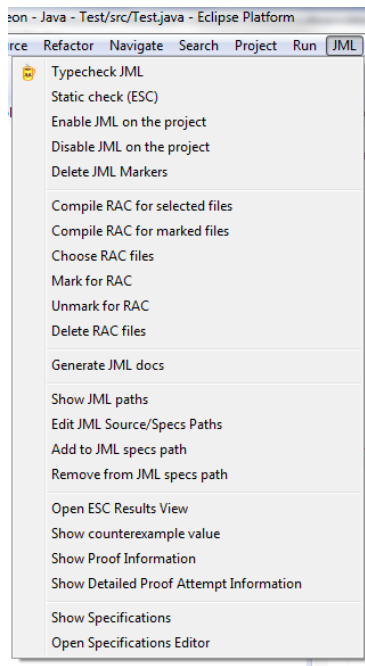 eon - Java - Test/src/Test.java - Eclipse Platform
rce Refactor Navigate Search Project Run JML
Typecheck JML
Static check (ESC)
Enable JML on the project
Disable JML on the project
Delete JML Markers
Compile RAC for selected files
Compile RAC for marked files
Choose RAC files
Mark for RAC
Unmark for RAC
Delete RAC files
Generate JML docs
Show JML paths
Edit JML Source/Specs Paths
Add to JML specs path
Remove from JML specs path
Open ESC Results View
Show counterexample value
Show Proof Information
Show Detailed Proof Attempt Information
Show Specifications
Open Specifications Editor